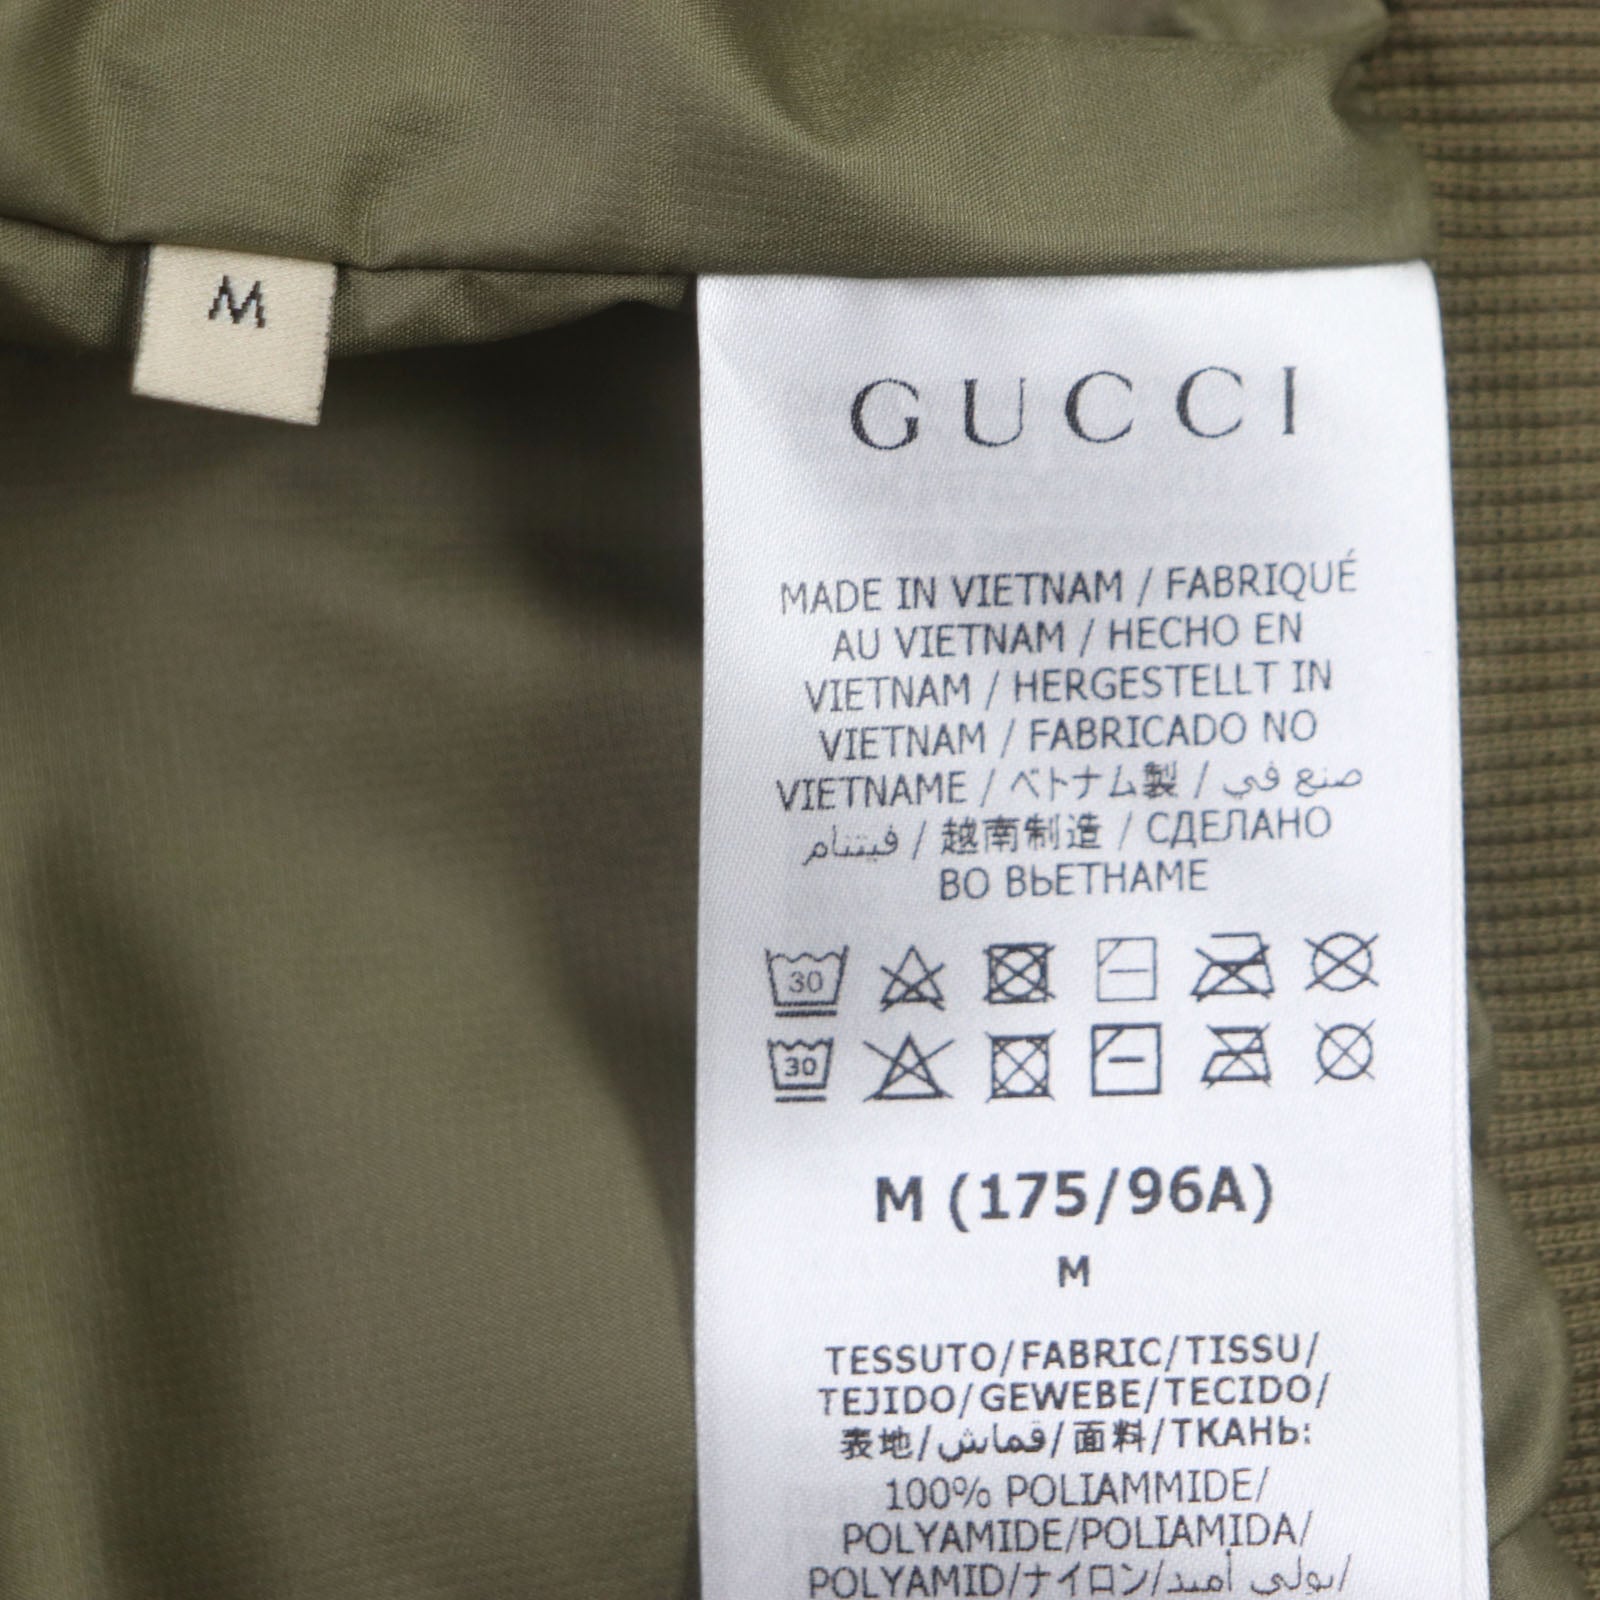 M
GUCCI
MADE IN VIETNAM / FABRIQUÉ
AU VIETNAM / HECHO EN
VIETNAM / HERGESTELLT IN
VIETNAM / FABRICADO NO
VIETNAME / ベトナム製 / صنع في
فيتنام / 越南制造 / СДЕЛАНО
ВО ВЬЕТНАМЕ
30
30
M (175/96A)
M
TESSUTO/FABRIC/TISSU/
TEJIDO/GEWEBE/TECIDO/
表地/قماش/面料/ТКАНЬ:
100% POLIAMMIDE/
POLYAMIDE/POLIAMIDA/
POLYAMID/ナイロン/بولي أميد/